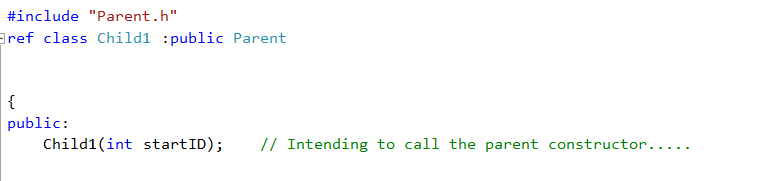 #include "Parent.h"
ref class Child1 :public Parent
{
public:
Child1(int startID);    // Intending to call the parent constructor.....